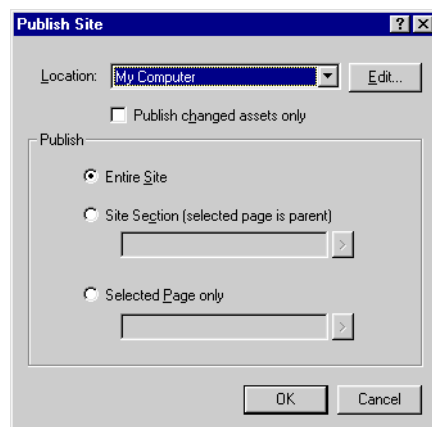 Publish Site
Location: My Computer Edit...
Publish changed assets only
Publish
Entire Site
Site Section (selected page is parent)
>
Selected Page only
>
OK Cancel